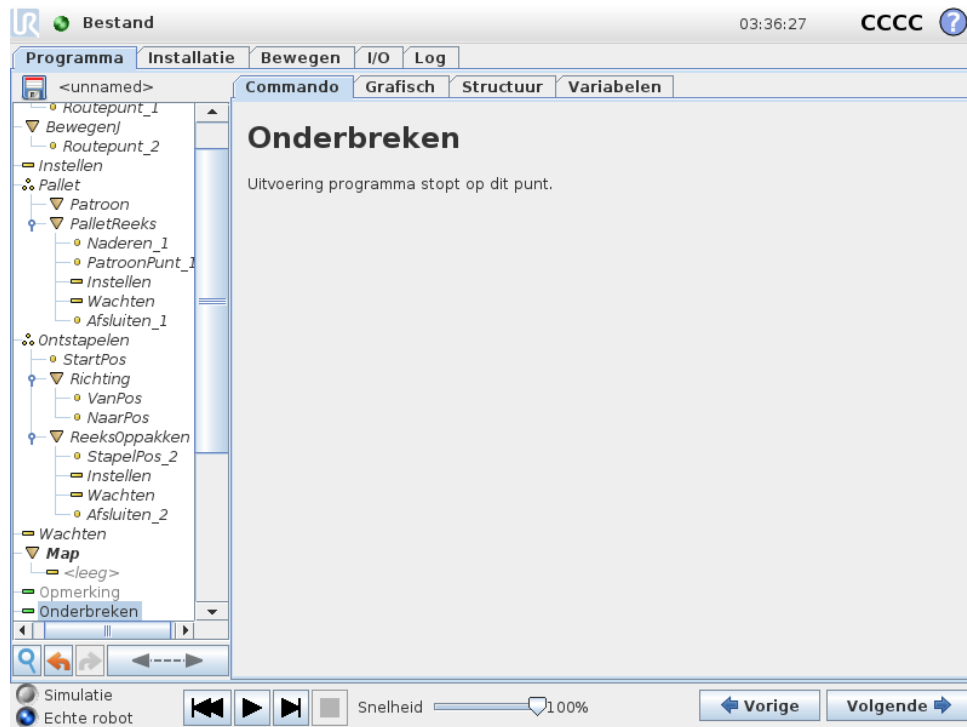 UR Bestand 03:36:27 CCCC ?
Programma Installatie Bewegen I/O Log
<unnamed> Commando Grafisch Structuur Variabelen
Routepunt_1
BewegenJ
Routepunt_2
Instellen
Pallet
Patroon
PalletReeks
Naderen_1
PatroonPunt_1
Instellen
Wachten
Afsluiten_1
Ontstapelen
StartPos
Richting
VanPos
NaarPos
ReeksOppakken
StapelPos_2
Instellen
Wachten
Afsluiten_2
Wachten
Map
<leeg>
Opmerking
Onderbreken
Onderbreken
Uitvoering programma stopt op dit punt.
Simulatie
Echte robot
Snelheid 100%
Vorige Volgende